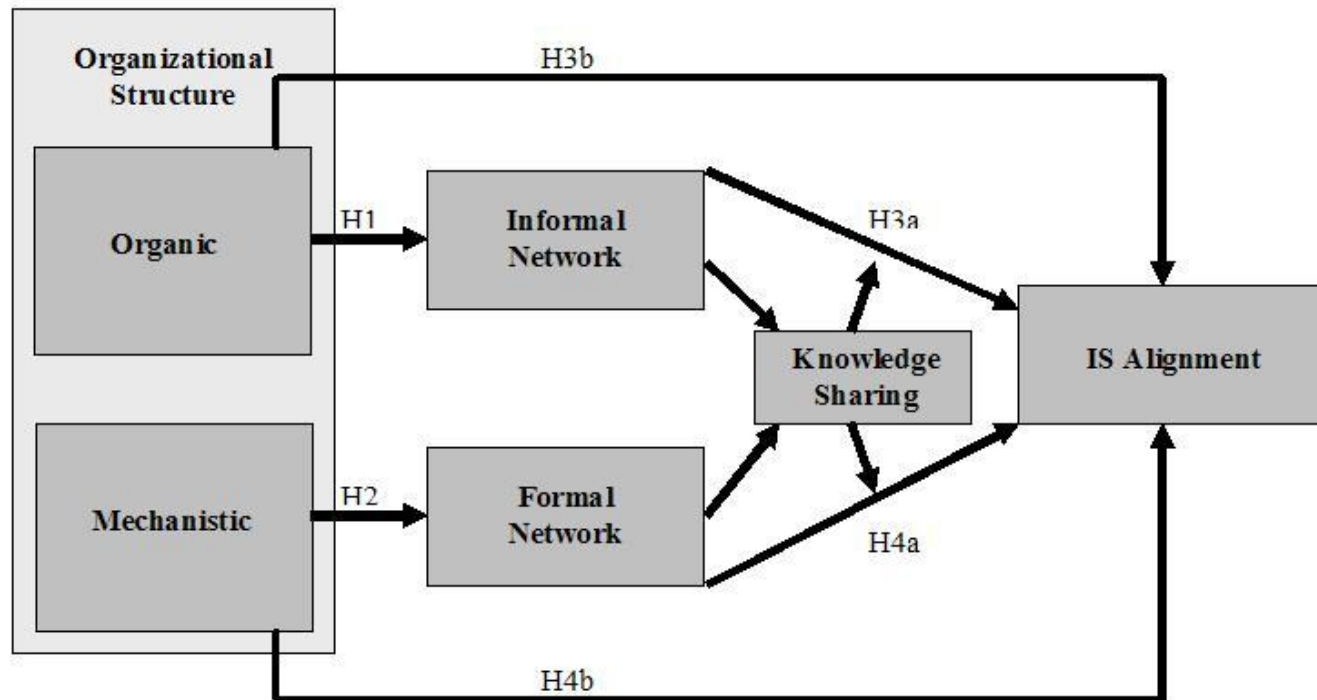 Organizational
Structure
H3b
Organic
H1
Informal
Network
H3a
Knowledge
Sharing
IS Alignment
Mechanistic
H2
Formal
Network
H4a
H4b